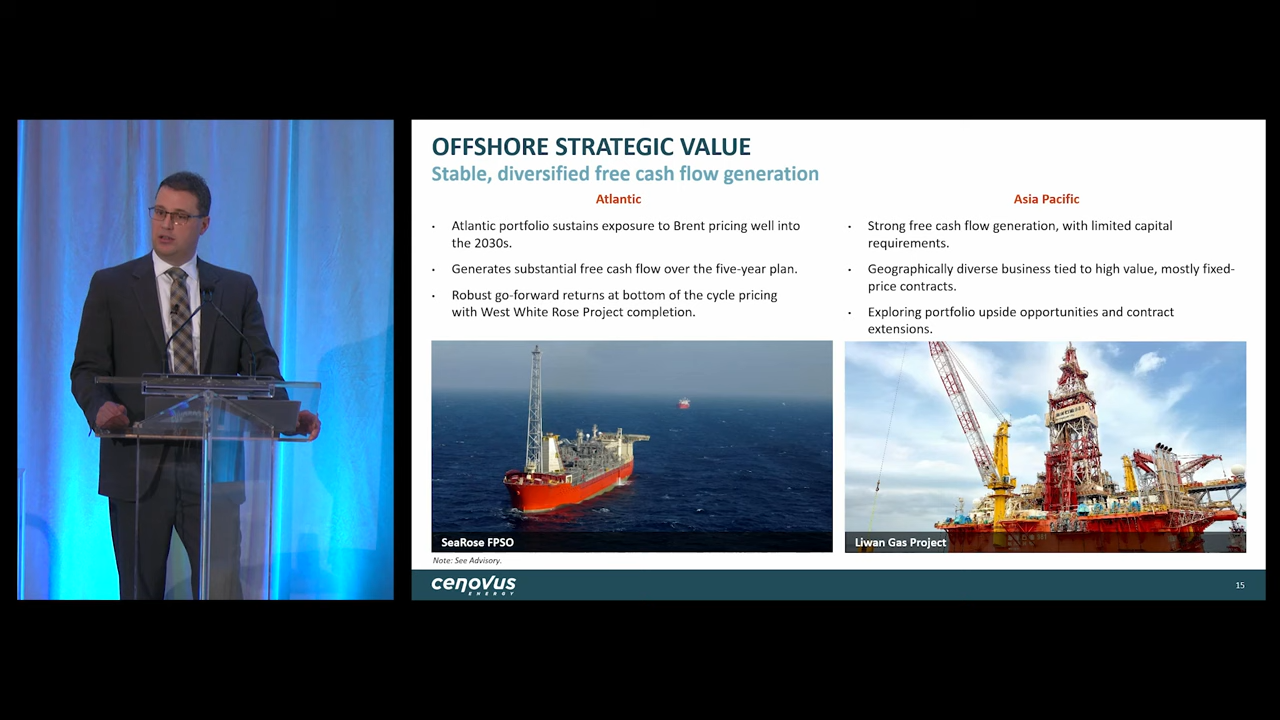 OFFSHORE STRATEGIC VALUE
Stable, diversified free cash flow generation
Atlantic
· Atlantic portfolio sustains exposure to Brent pricing well into
the 2030s.
· Generates substantial free cash flow over the five-year plan.
· Robust go-forward returns at bottom of the cycle pricing
with West White Rose Project completion.
SeaRose FPSO
Note: See Advisory.
Asia Pacific
· Strong free cash flow generation, with limited capital
requirements.
· Geographically diverse business tied to high value, mostly fixed-
price contracts.
· Exploring portfolio upside opportunities and contract
extensions.
Liwan Gas Project
cenovus
ENERGY
15